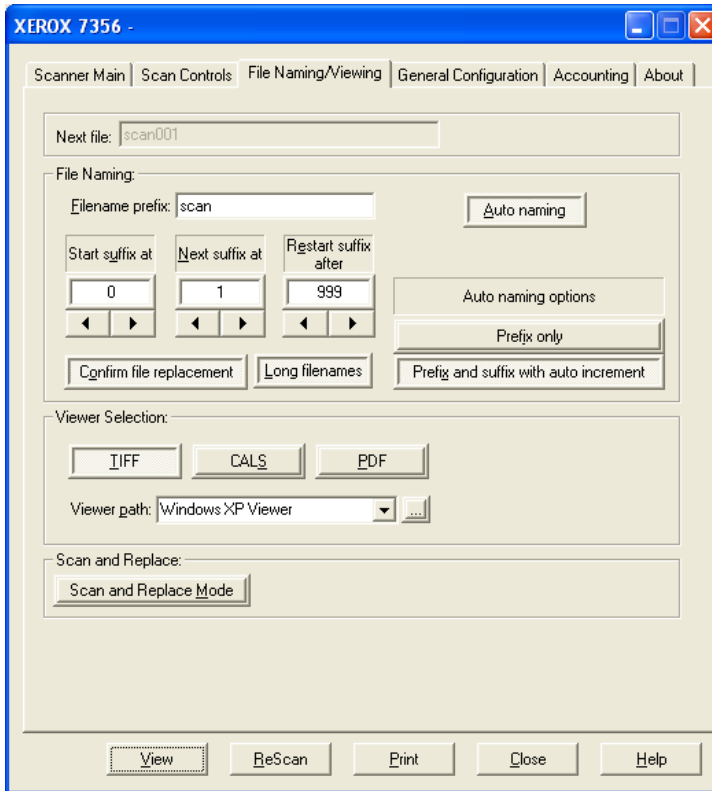 XEROX 7356 -
Scanner Main Scan Controls File Naming/Viewing General Configuration Accounting About
Next file: scan001
File Naming:
Filename prefix: scan
Auto naming
Start suffix at Next suffix at Restart suffix after
0 1 999
Auto naming options
Prefix only
Confirm file replacement Long filenames Prefix and suffix with auto increment
Viewer Selection:
TIFF CALS PDF
Viewer path: Windows XP Viewer ...
Scan and Replace:
Scan and Replace Mode
View ReScan Print Close Help